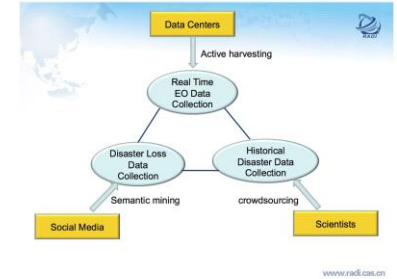 Data Centers
RADI
Active harvesting
Real Time
EO Data
Collection
Disaster Loss
Data
Collection
Historical
Disaster Data
Collection
Semantic mining
crowdsourcing
Social Media
Scientists
www.radi.cas.cn